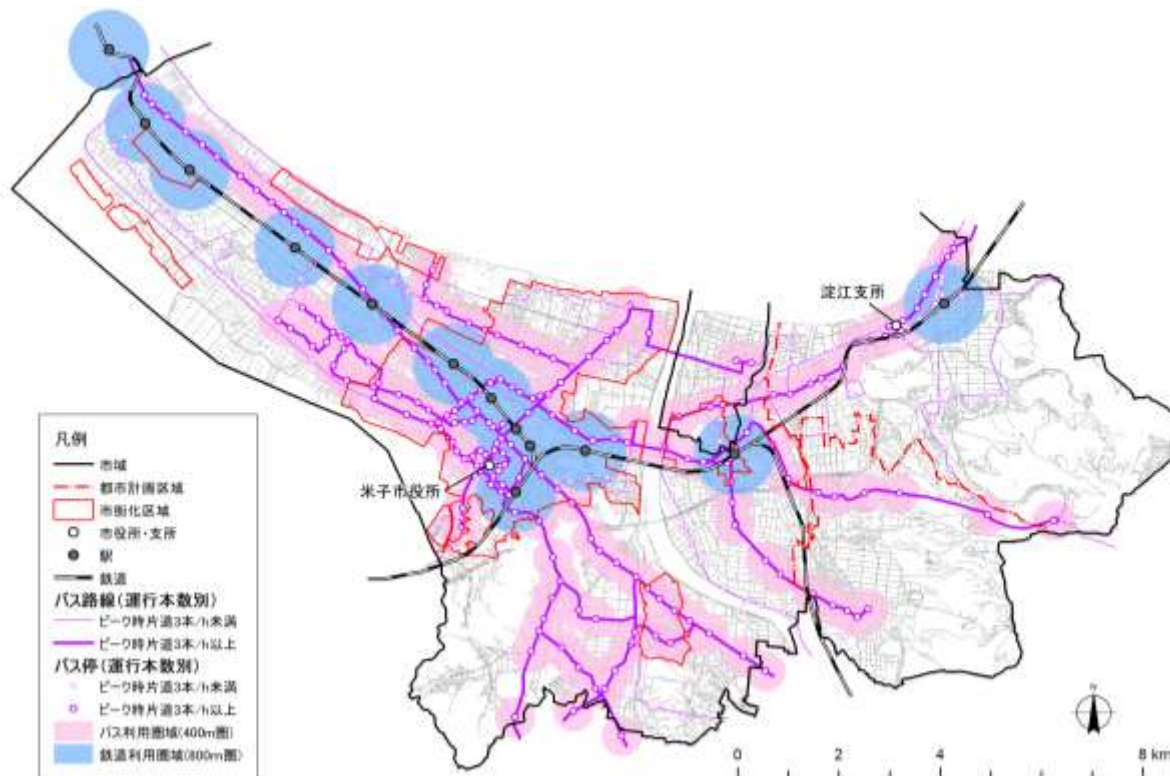 淀江支所
米子市役所
凡例
市域
都市計画区域
市街化区域
市役所・支所
駅
鉄道
バス路線(運行本数別)
ピーク時片道3本/h未満
ピーク時片道3本/h以上
バス停(運行本数別)
ピーク時片道3本/h未満
ピーク時片道3本/h以上
バス利用圏域(400m圏)
鉄道利用圏域(800m圏)
N
0 2 4 6 8 km